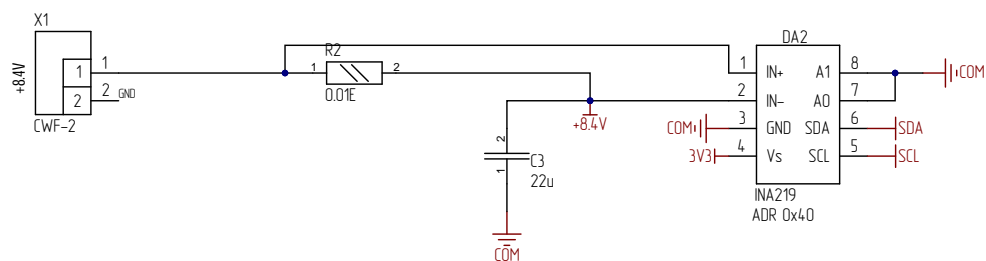 X1
+8.4V
1 1
2 2 GND
CWF-2
R2
1 2
0.01E
+8.4V
2
1
C3
22u
COM
DA2
1 IN+ A1 8 COM
2 IN- A0 7
COM 3 GND SDA 6 SDA
3V3 4 Vs SCL 5 SCL
INA219
ADR 0x40